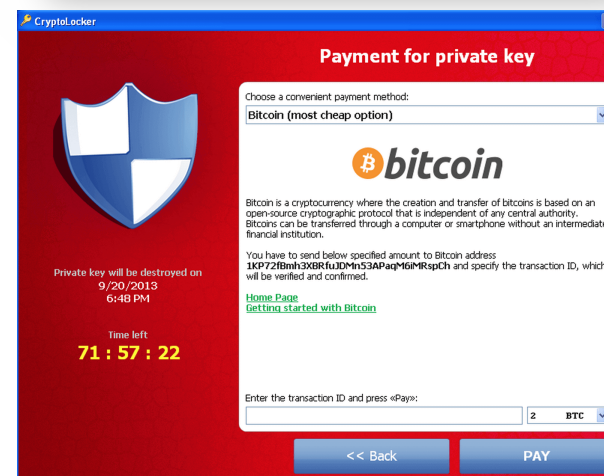 CryptoLocker
Payment for private key
Choose a convenient payment method:
Bitcoin (most cheap option)
bitcoin
Bitcoin is a cryptocurrency where the creation and transfer of bitcoins is based on an
open-source cryptographic protocol that is independent of any central authority.
Bitcoins can be transferred through a computer or smartphone without an intermediate
financial institution.
You have to send below specified amount to Bitcoin address
1KP72fBmh3XBRfuJDMn53APaqM6iMRspCh and specify the transaction ID, which
will be verified and confirmed.
Home Page
Getting started with Bitcoin
Private key will be destroyed on
9/20/2013
6:48 PM
Time left
71 : 57 : 22
Enter the transaction ID and press «Pay»:
2 BTC
<< Back
PAY